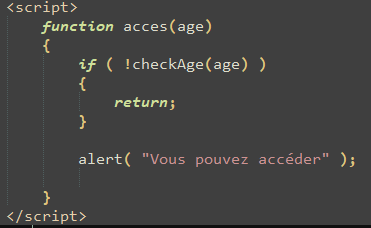 <script>
function acces(age)
{
if ( !checkAge(age) )
{
return;
}
alert( "Vous pouvez accéder" );
}
</script>